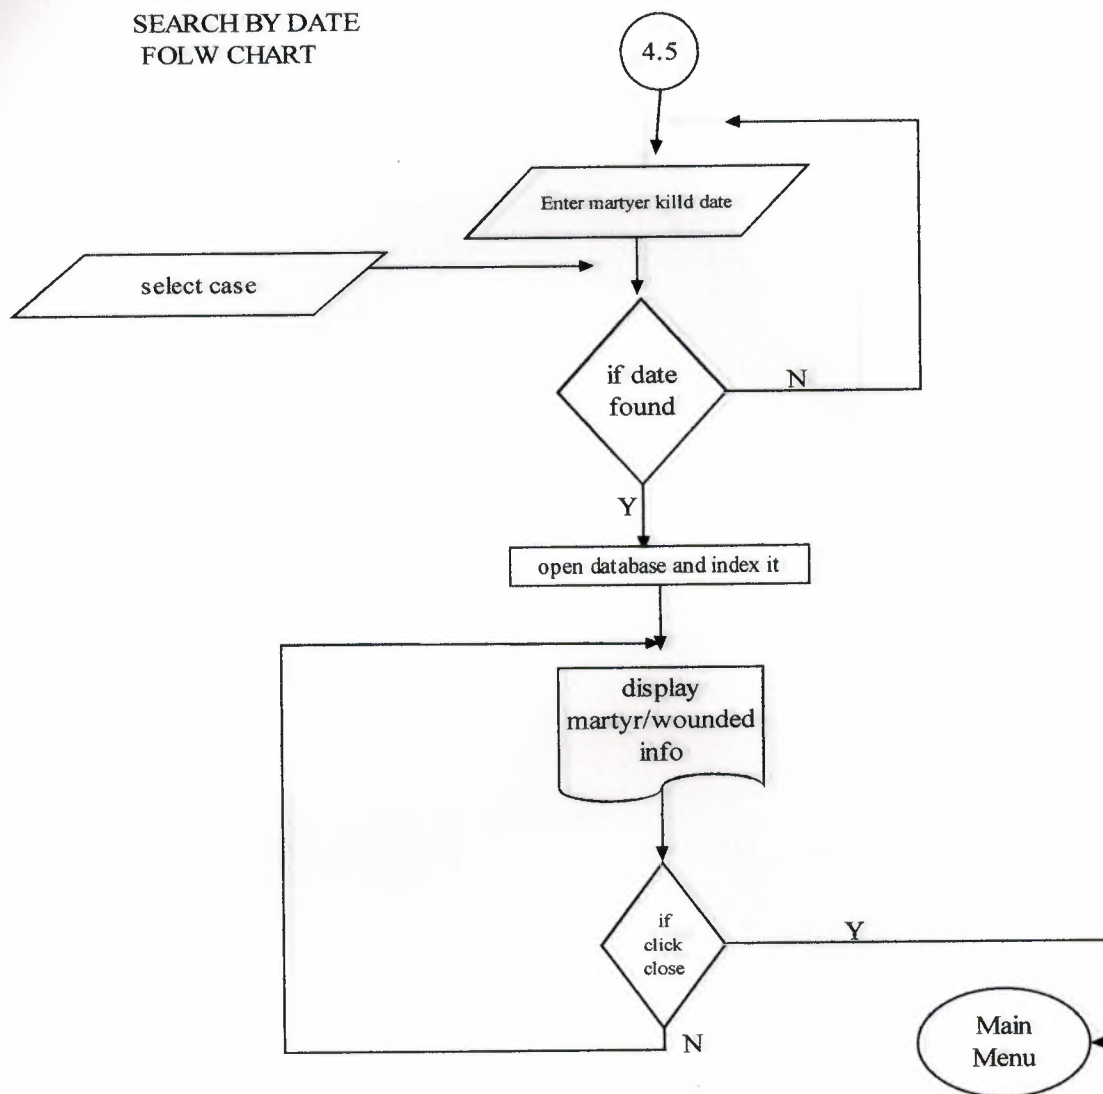 SEARCH BY DATE
FOLW CHART
4.5
Enter martyer killd date
select case
if date
found
N
Y
open database and index it
display
martyr/wounded
info
if
click
close
Y
N
Main
Menu